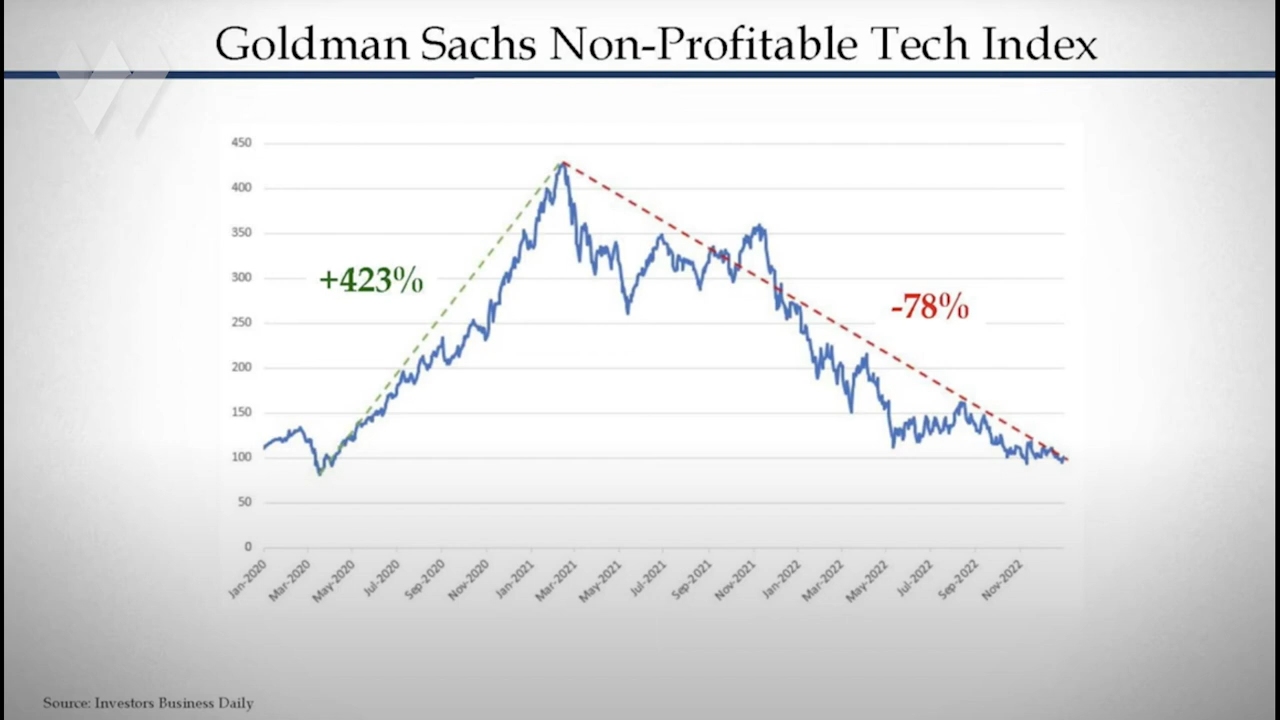 Goldman Sachs Non-Profitable Tech Index
450
400
350
300
250
200
150
100
50
0
+423%
-78%
Jan-2020
Mar-2020
May-2020
Jul-2020
Sep-2020
Nov-2020
Jan-2021
Mar-2021
May-2021
Jul-2021
Sep-2021
Nov-2021
Jan-2022
Mar-2022
May-2022
Jul-2022
Sep-2022
Nov-2022
Source: Investors Business Daily